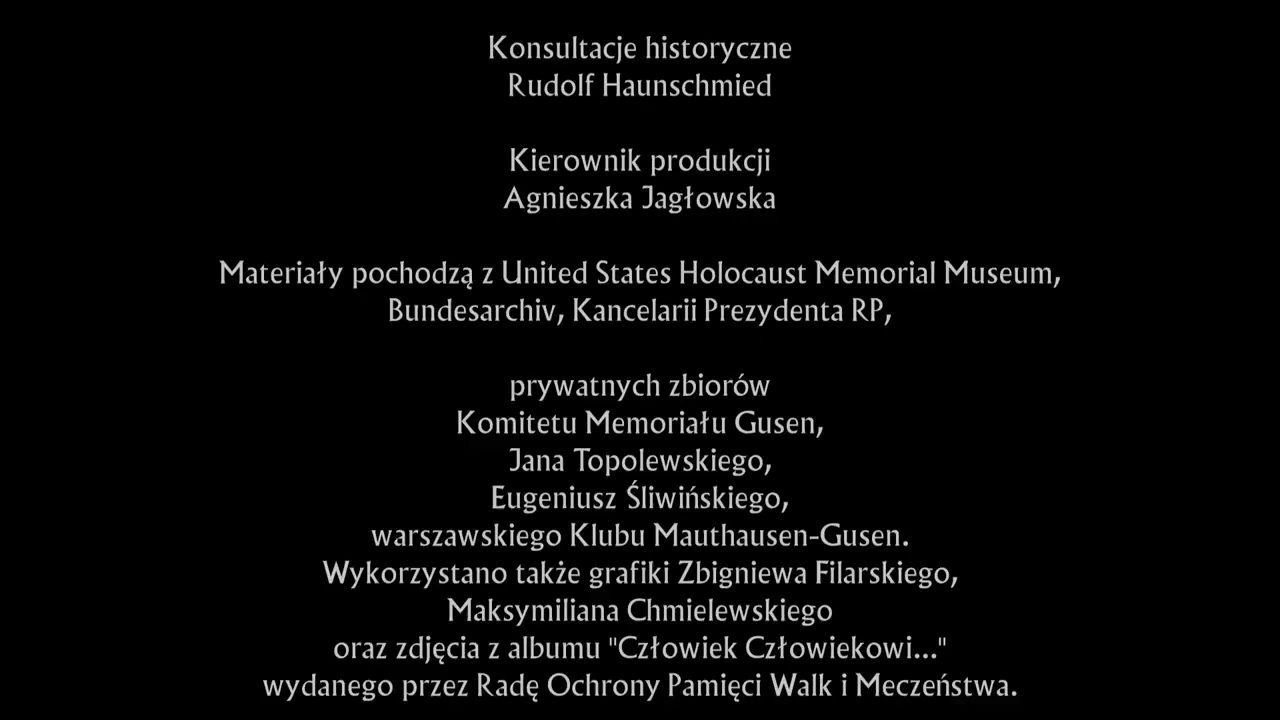 Konsultacje historyczne
Rudolf Haunschmied
Kierownik produkcji
Agnieszka Jagłowska
Materiały pochodzą z United States Holocaust Memorial Museum,
Bundesarchiv, Kancelarii Prezydenta RP,
prywatnych zbiorów
Komitetu Memoriału Gusen,
Jana Topolewskiego,
Eugeniusz Śliwińskiego,
warszawskiego Klubu Mauthausen-Gusen.
Wykorzystano także grafiki Zbigniewa Filarskiego,
Maksymiliana Chmielewskiego
oraz zdjęcia z albumu "Człowiek Człowiekowi..."
wydanego przez Radę Ochrony Pamięci Walk i Meczeństwa.